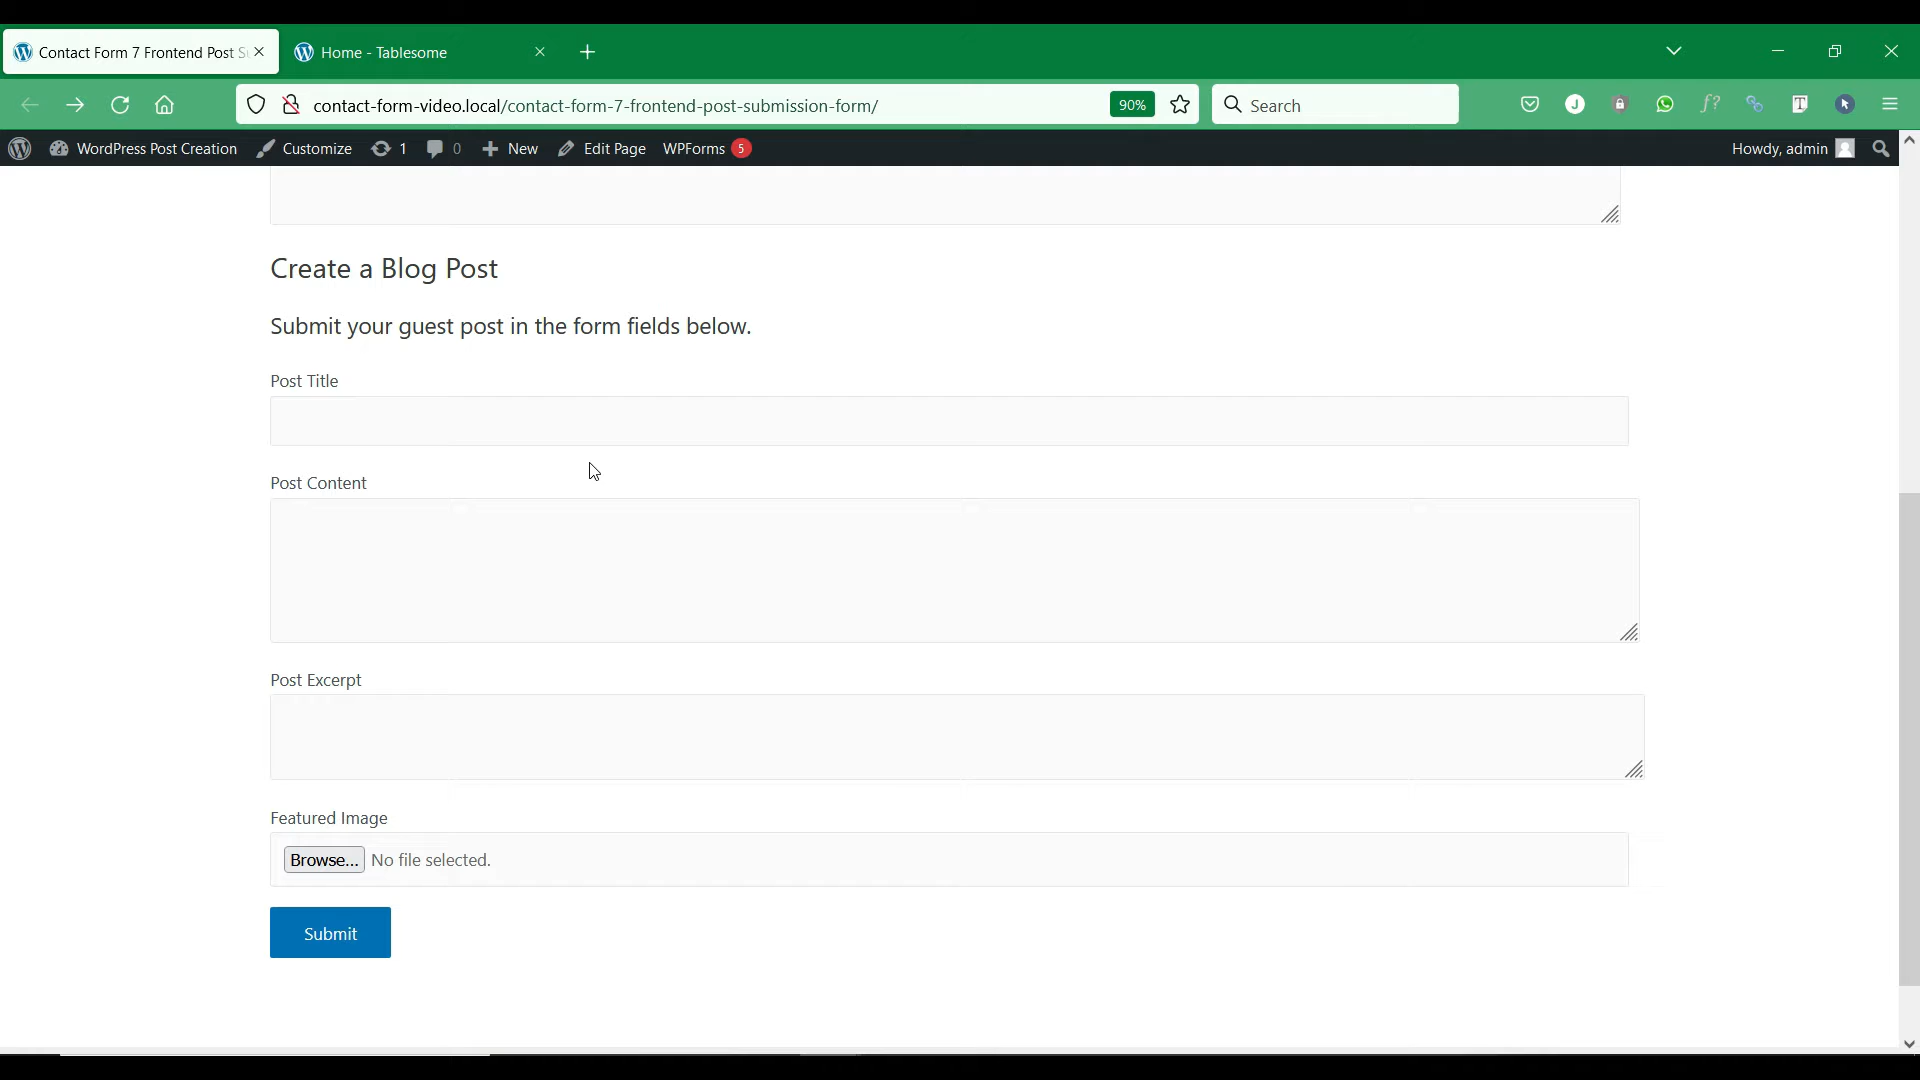 Contact Form 7 Frontend Post S
Home - Tablesome
contact-form-video.local/contact-form-7-frontend-post-submission-form/
90%
Search
J
f?
T
WordPress Post Creation
Customize
1
0
New
Edit Page
WPForms 5
Howdy, admin
Create a Blog Post
Submit your guest post in the form fields below.
Post Title
Post Content
Post Excerpt
Featured Image
Browse... No file selected.
Submit